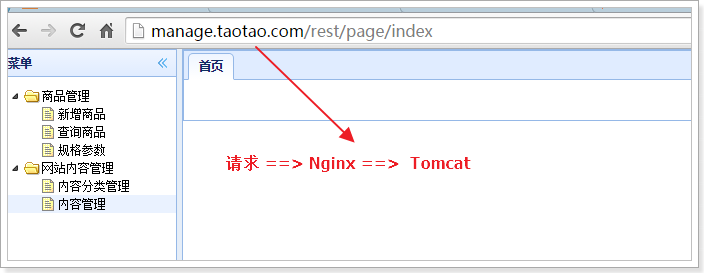 manage.taotao.com/rest/page/index
菜单
首页
商品管理
新增商品
查询商品
规格参数
网站内容管理
内容分类管理
内容管理
请求 ==> Nginx ==> Tomcat